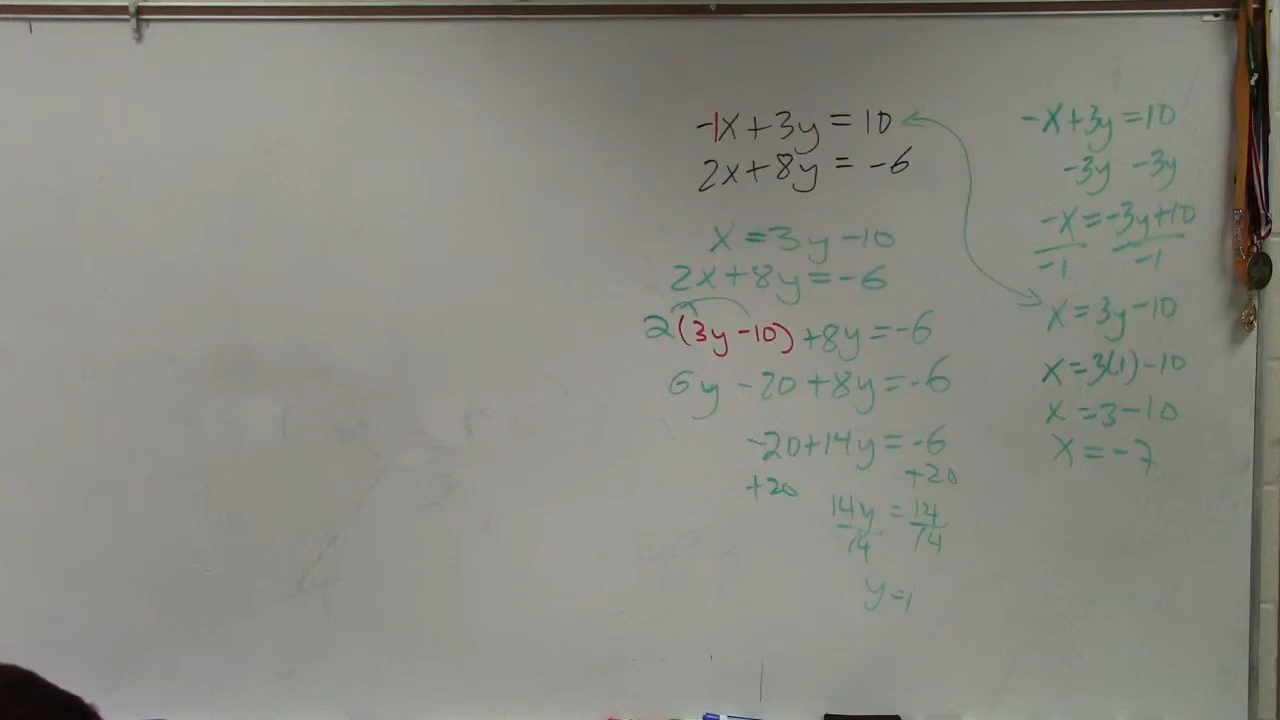 -1x+3y=10
2x+8y=-6
x=3y-10
2x+8y=-6
2(3y-10)+8y=-6
6y-20+8y=-6
-20+14y=-6
+20 +20
14y=14
14 14
y=1
-x+3y=10
-3y -3y
-x=-3y+10
-1 -1
x=3y-10
x=3(1)-10
x=3-10
x=-7